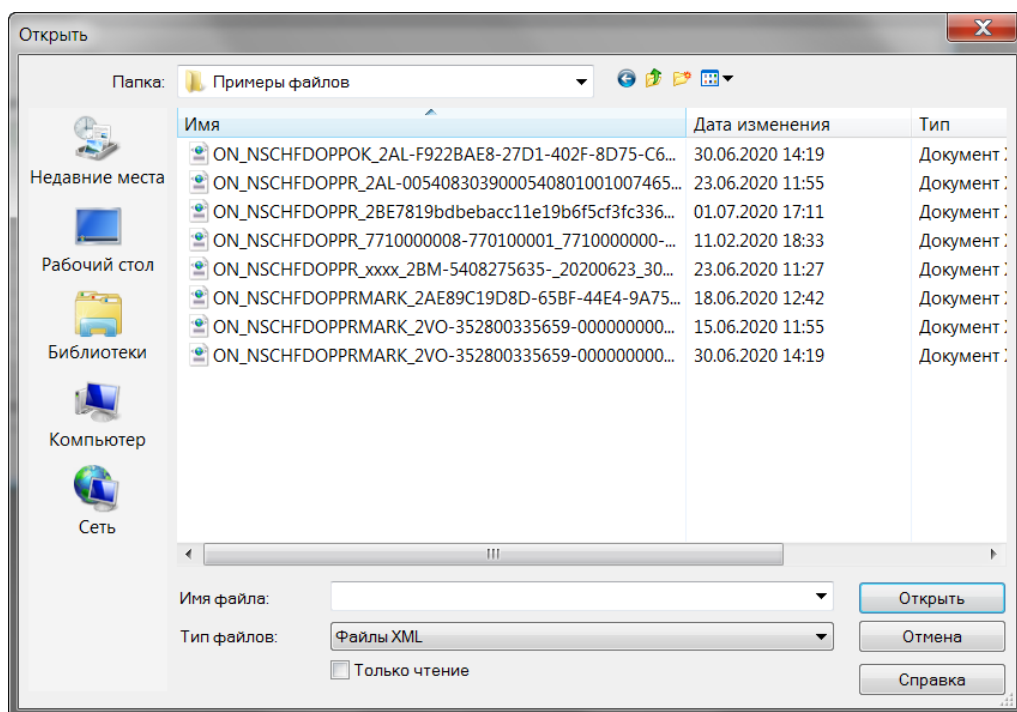 Открыть
Папка: Примеры файлов
Имя Дата изменения Тип
ON_NSCHFDOPPOK_2AL-F922BAE8-27D1-402F-8D75-C6... 30.06.2020 14:19 Документ
ON_NSCHFDOPPR_2AL-0054083039000540801001007465... 23.06.2020 11:55 Документ
ON_NSCHFDOPPR_2BE7819bdbebacc11e19b6f5cf3fc336... 01.07.2020 17:11 Документ
ON_NSCHFDOPPR_7710000008-770100001_7710000000-... 11.02.2020 18:33 Документ
ON_NSCHFDOPPR_xxxx_2BM-5408275635-_20200623_30... 23.06.2020 11:27 Документ
ON_NSCHFDOPPRMARK_2AE89C19D8D-65BF-44E4-9A75... 18.06.2020 12:42 Документ
ON_NSCHFDOPPRMARK_2VO-352800335659-000000000... 15.06.2020 11:55 Документ
ON_NSCHFDOPPRMARK_2VO-352800335659-000000000... 30.06.2020 14:19 Документ
Недавние места
Рабочий стол
Библиотеки
Компьютер
Сеть
Имя файла: Открыть
Тип файлов: Файлы XML Отмена
Только чтение
Справка